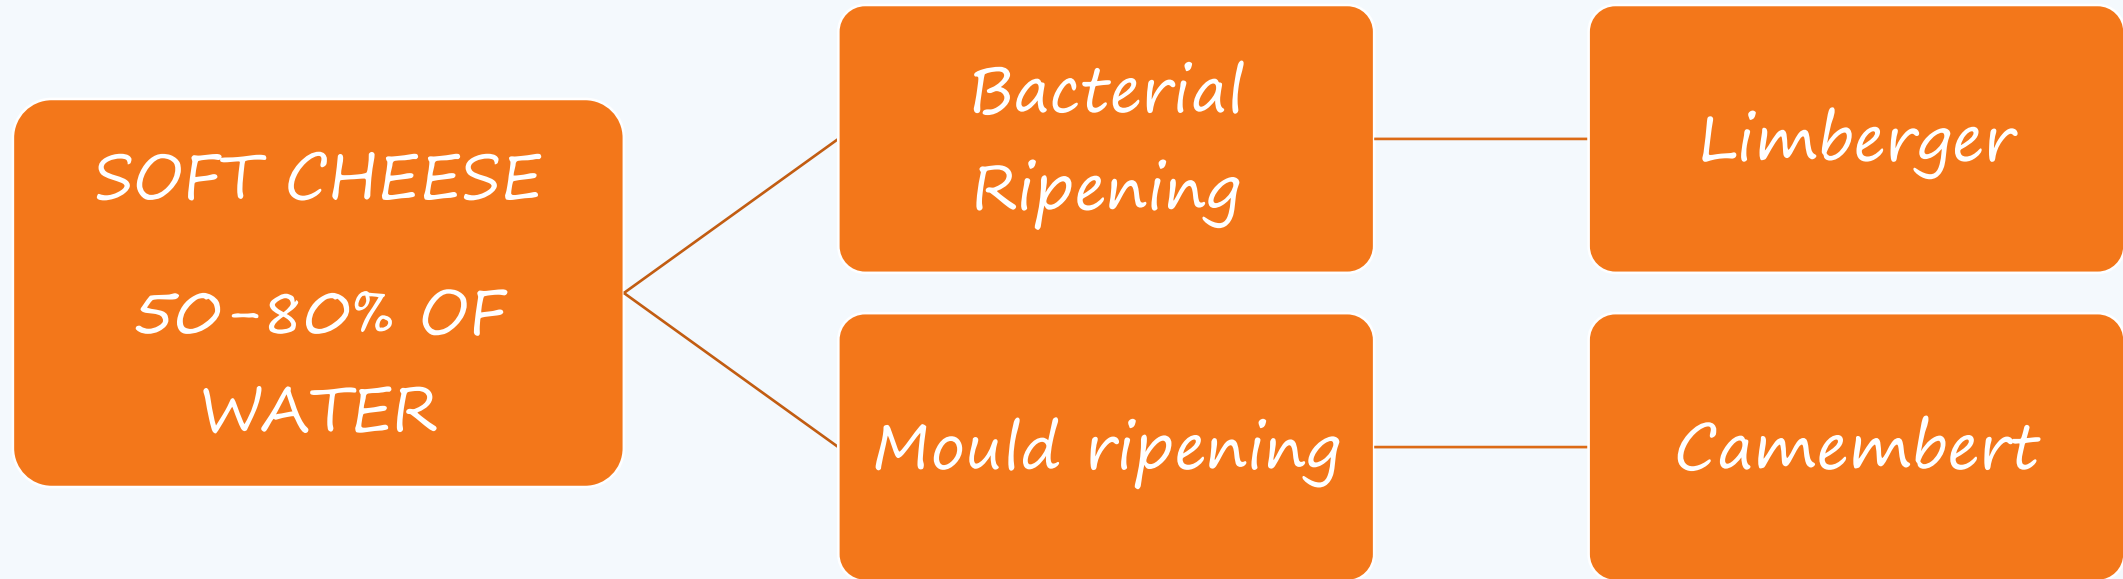 SOFT CHEESE
50-80% OF
WATER
Bacterial
Ripening
Limberger
Mould ripening
Camembert